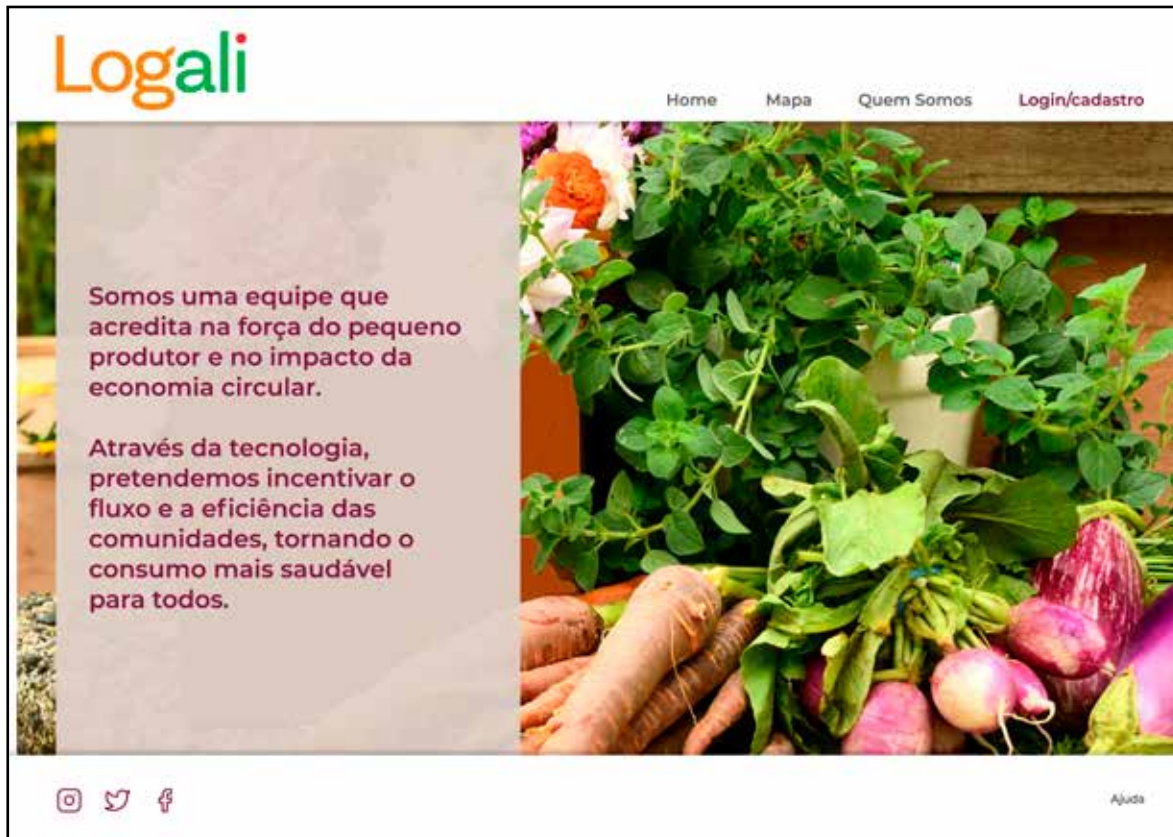 Logali
Home Mapa Quem Somos Login/cadastro
Somos uma equipe que
acredita na força do pequeno
produtor e no impacto da
economia circular.
Através da tecnologia,
pretendemos incentivar o
fluxo e a eficiência das
comunidades, tornando o
consumo mais saudável
para todos.
Ajuda